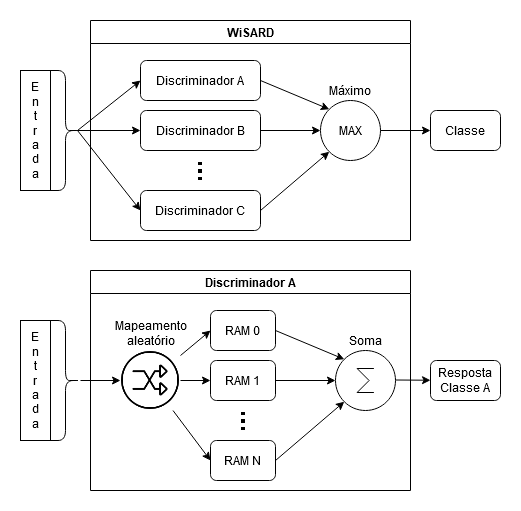 WiSARD
Entrada
Discriminador A
Discriminador B
Discriminador C
Máximo
MAX
Classe
Discriminador A
Entrada
Mapeamento
aleatório
RAM 0
RAM 1
RAM N
Soma
∑
Resposta
Classe A